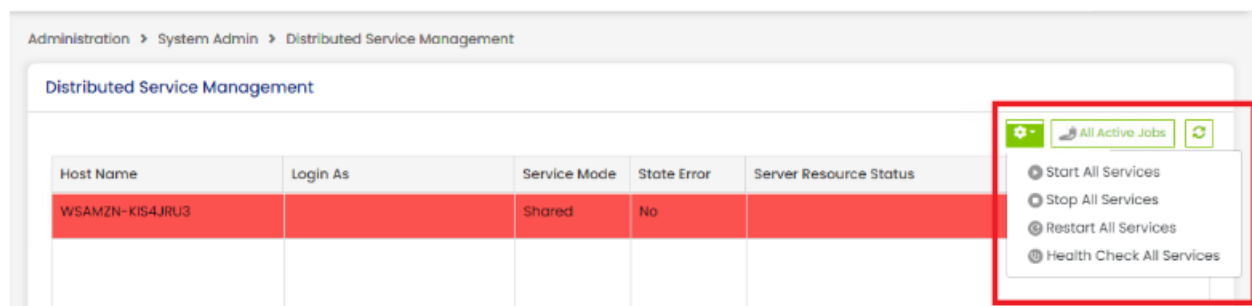 Administration > System Admin > Distributed Service Management
Distributed Service Management
All Active Jobs
Host Name Login As Service Mode State Error Server Resource Status
WSAMZN-KIS4JRU3 Shared No
Start All Services
Stop All Services
Restart All Services
Health Check All Services